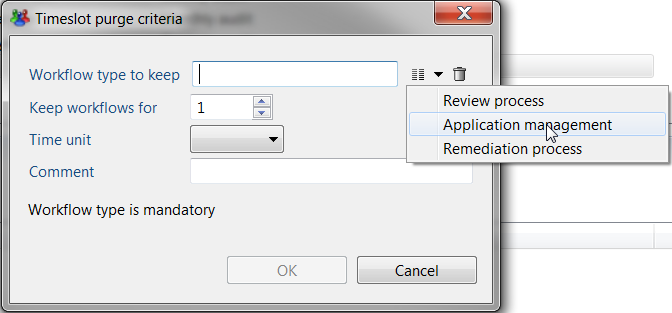 Timeslot purge criteria
Workflow type to keep
Review process
Keep workflows for 1
Application management
Time unit
Remediation process
Comment
Workflow type is mandatory
OK Cancel